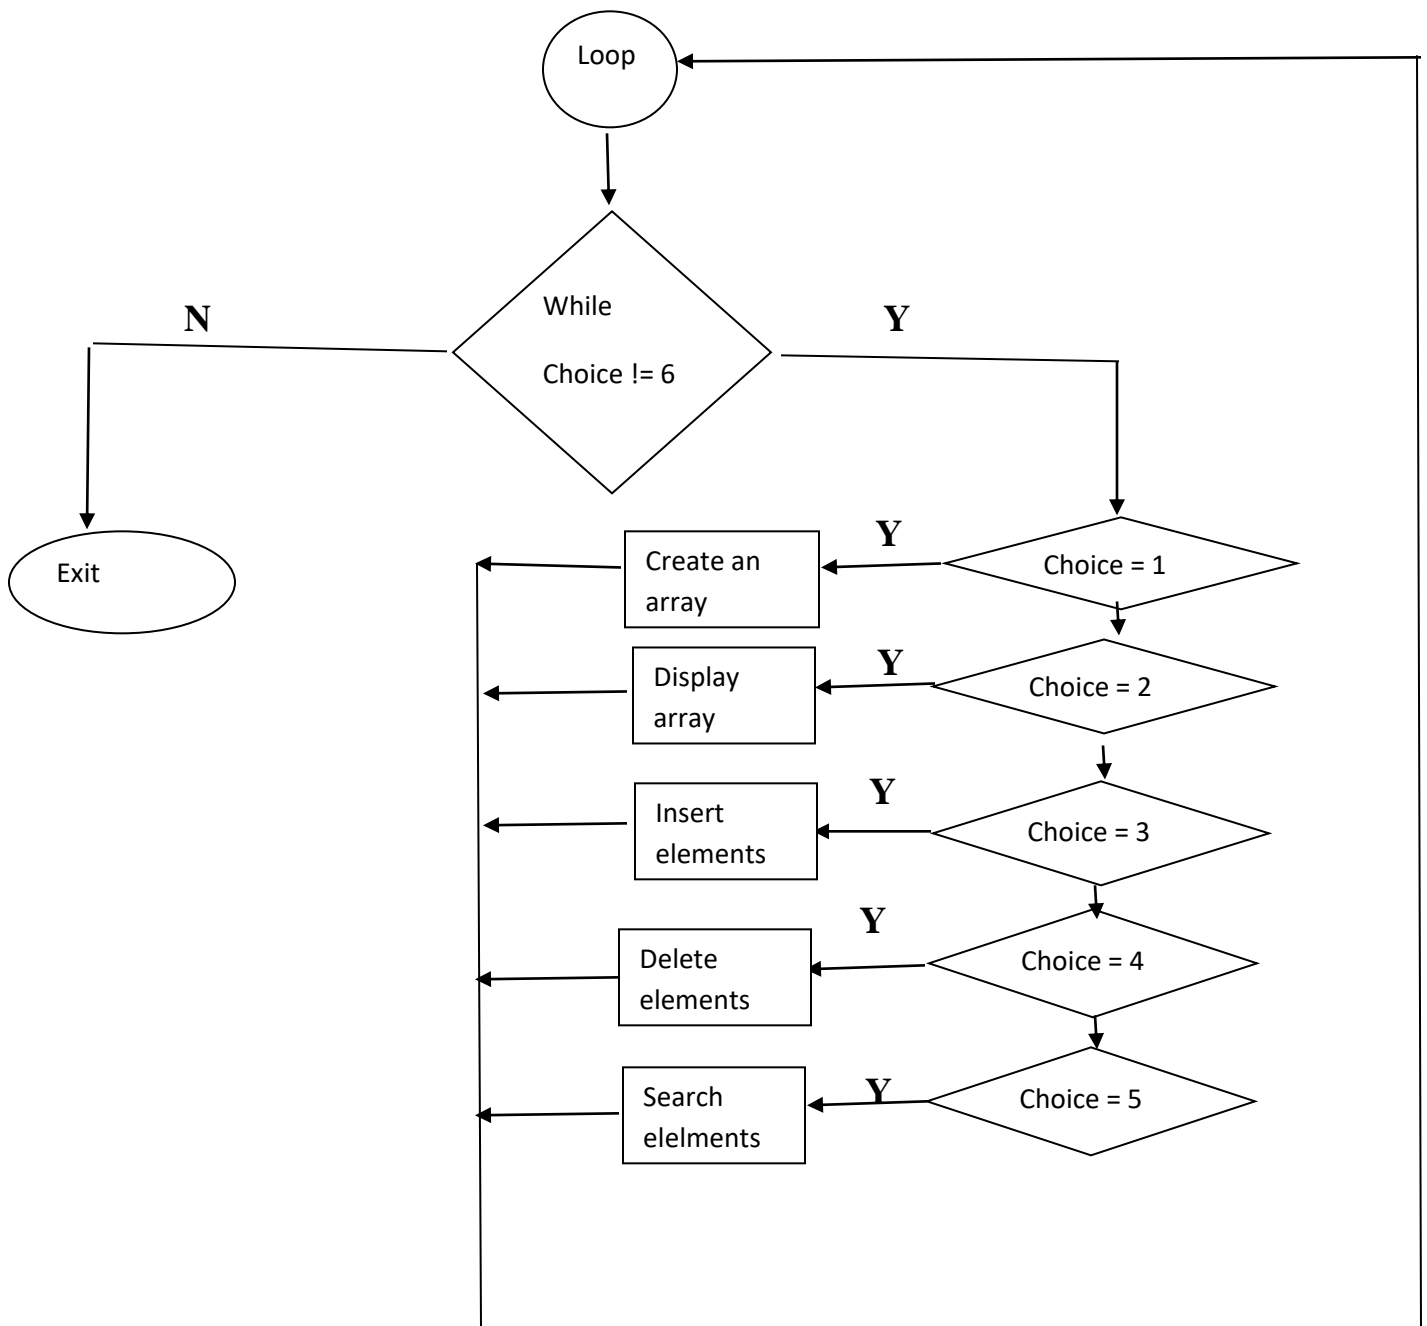 Loop
While
Choice != 6
N
Y
Exit
Y
Create an
array
Choice = 1
Y
Display
array
Choice = 2
Y
Insert
elements
Choice = 3
Y
Delete
elements
Choice = 4
Y
Search
elelments
Choice = 5